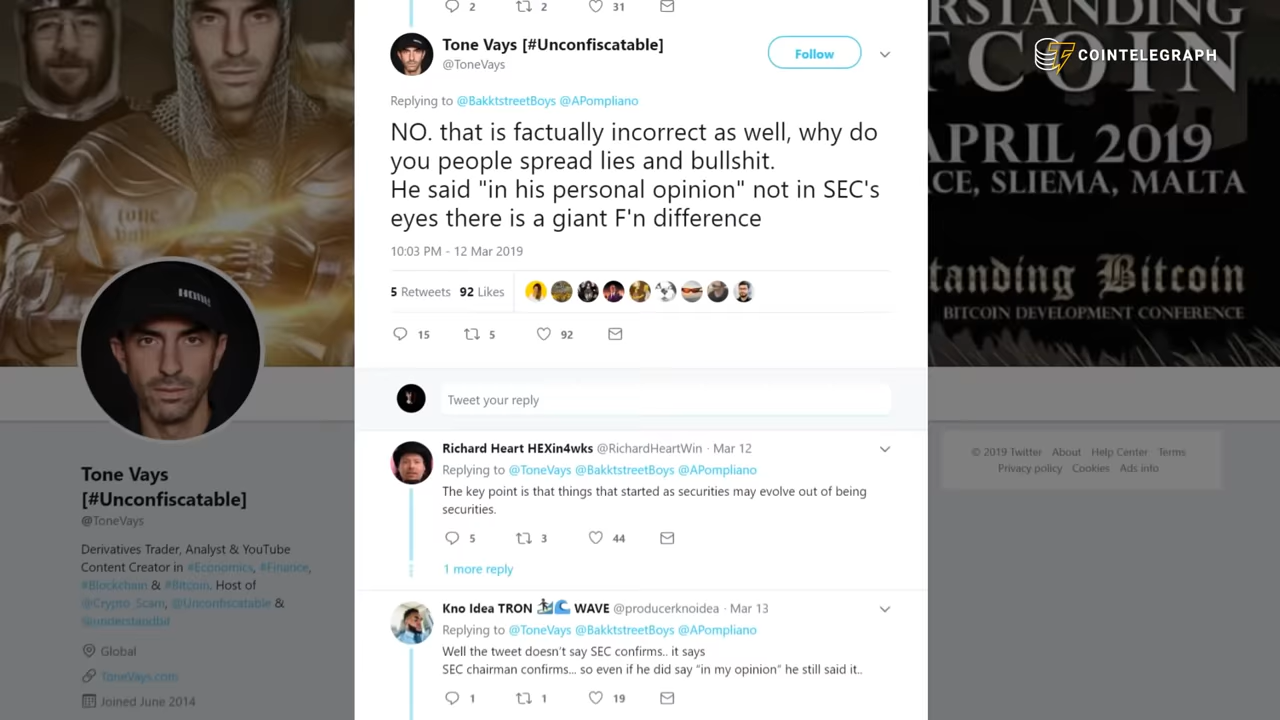 2 2 31
Tone Vays [#Unconfiscatable]
@ToneVays
Follow
Replying to @BakktstreetBoys @APompliano
NO. that is factually incorrect as well, why do
you people spread lies and bullshit.
He said "in his personal opinion" not in SEC's
eyes there is a giant F'n difference
10:03 PM - 12 Mar 2019
5 Retweets 92 Likes
15 5 92
Tweet your reply
Richard Heart HEXin4wks @RichardHeartWin · Mar 12
Replying to @ToneVays @BakktstreetBoys @APompliano
The key point is that things that started as securities may evolve out of being
securities.
5 3 44
1 more reply
Kno Idea TRON 🏄🌊 WAVE @producerknoidea · Mar 13
Replying to @ToneVays @BakktstreetBoys @APompliano
Well the tweet doesn't say SEC confirms.. it says
SEC chairman confirms... so even if he did say "in my opinion" he still said it..
1 1 19
tone
Tone Vays
[#Unconfiscatable]
@ToneVays
Derivatives Trader, Analyst & YouTube
Content Creator in #Economics, #Finance,
#Blockchain & #Bitcoin. Host of
@Crypto_Scam, @Unconfiscatable &
@understandbtl
Global
ToneVays.com
Joined June 2014
COINTELEGRAPH
RSTANDING
TCOIN
APRIL 2019
CE, SLIEMA, MALTA
tanding Bitcoin
BITCOIN DEVELOPMENT CONFERENCE
© 2019 Twitter About Help Center Terms
Privacy policy Cookies Ads info